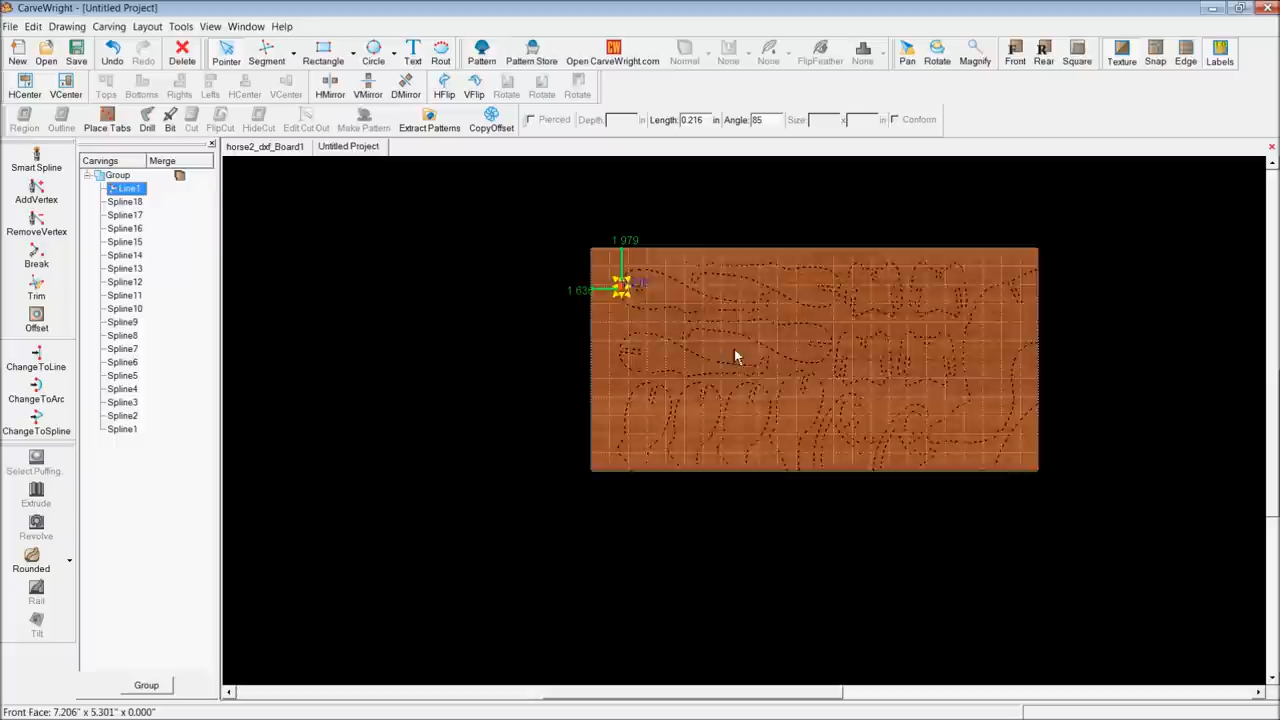 CarveWright - [Untitled Project]
File Edit Drawing Carving Layout Tools View Window Help
New Open Save Undo Redo Delete Pointer Segment Rectangle Circle Text Rout Pattern Pattern Store Open CarveWright.com Normal None None FlipFeather None Pan Rotate Magnify Front Rear Square Texture Snap Edge Labels
HCenter VCenter Tops Bottoms Rights Lefts HCenter VCenter HMirror VMirror DMirror HFlip VFlip Rotate Rotate Rotate
Region Outline Place Tabs Drill Bit Cut FlipCut HideCut Edit Cut Out Make Pattern Extract Patterns CopyOffset Pierced Depth: in Length: 0.216 in Angle: 85 Size: x in Conform
horse2_dxf_Board1 Untitled Project
Smart Spline
AddVertex
RemoveVertex
Break
Trim
Offset
ChangeToLine
ChangeToArc
ChangeToSpline
Select Puffing.
Extrude
Revolve
Rounded
Rail
Tilt
Carvings Merge
Group
Line1
Spline18
Spline17
Spline16
Spline15
Spline14
Spline13
Spline12
Spline11
Spline10
Spline9
Spline8
Spline7
Spline6
Spline5
Spline4
Spline3
Spline2
Spline1
Group
1.979
Front Face: 7.206" x 5.301" x 0.000"